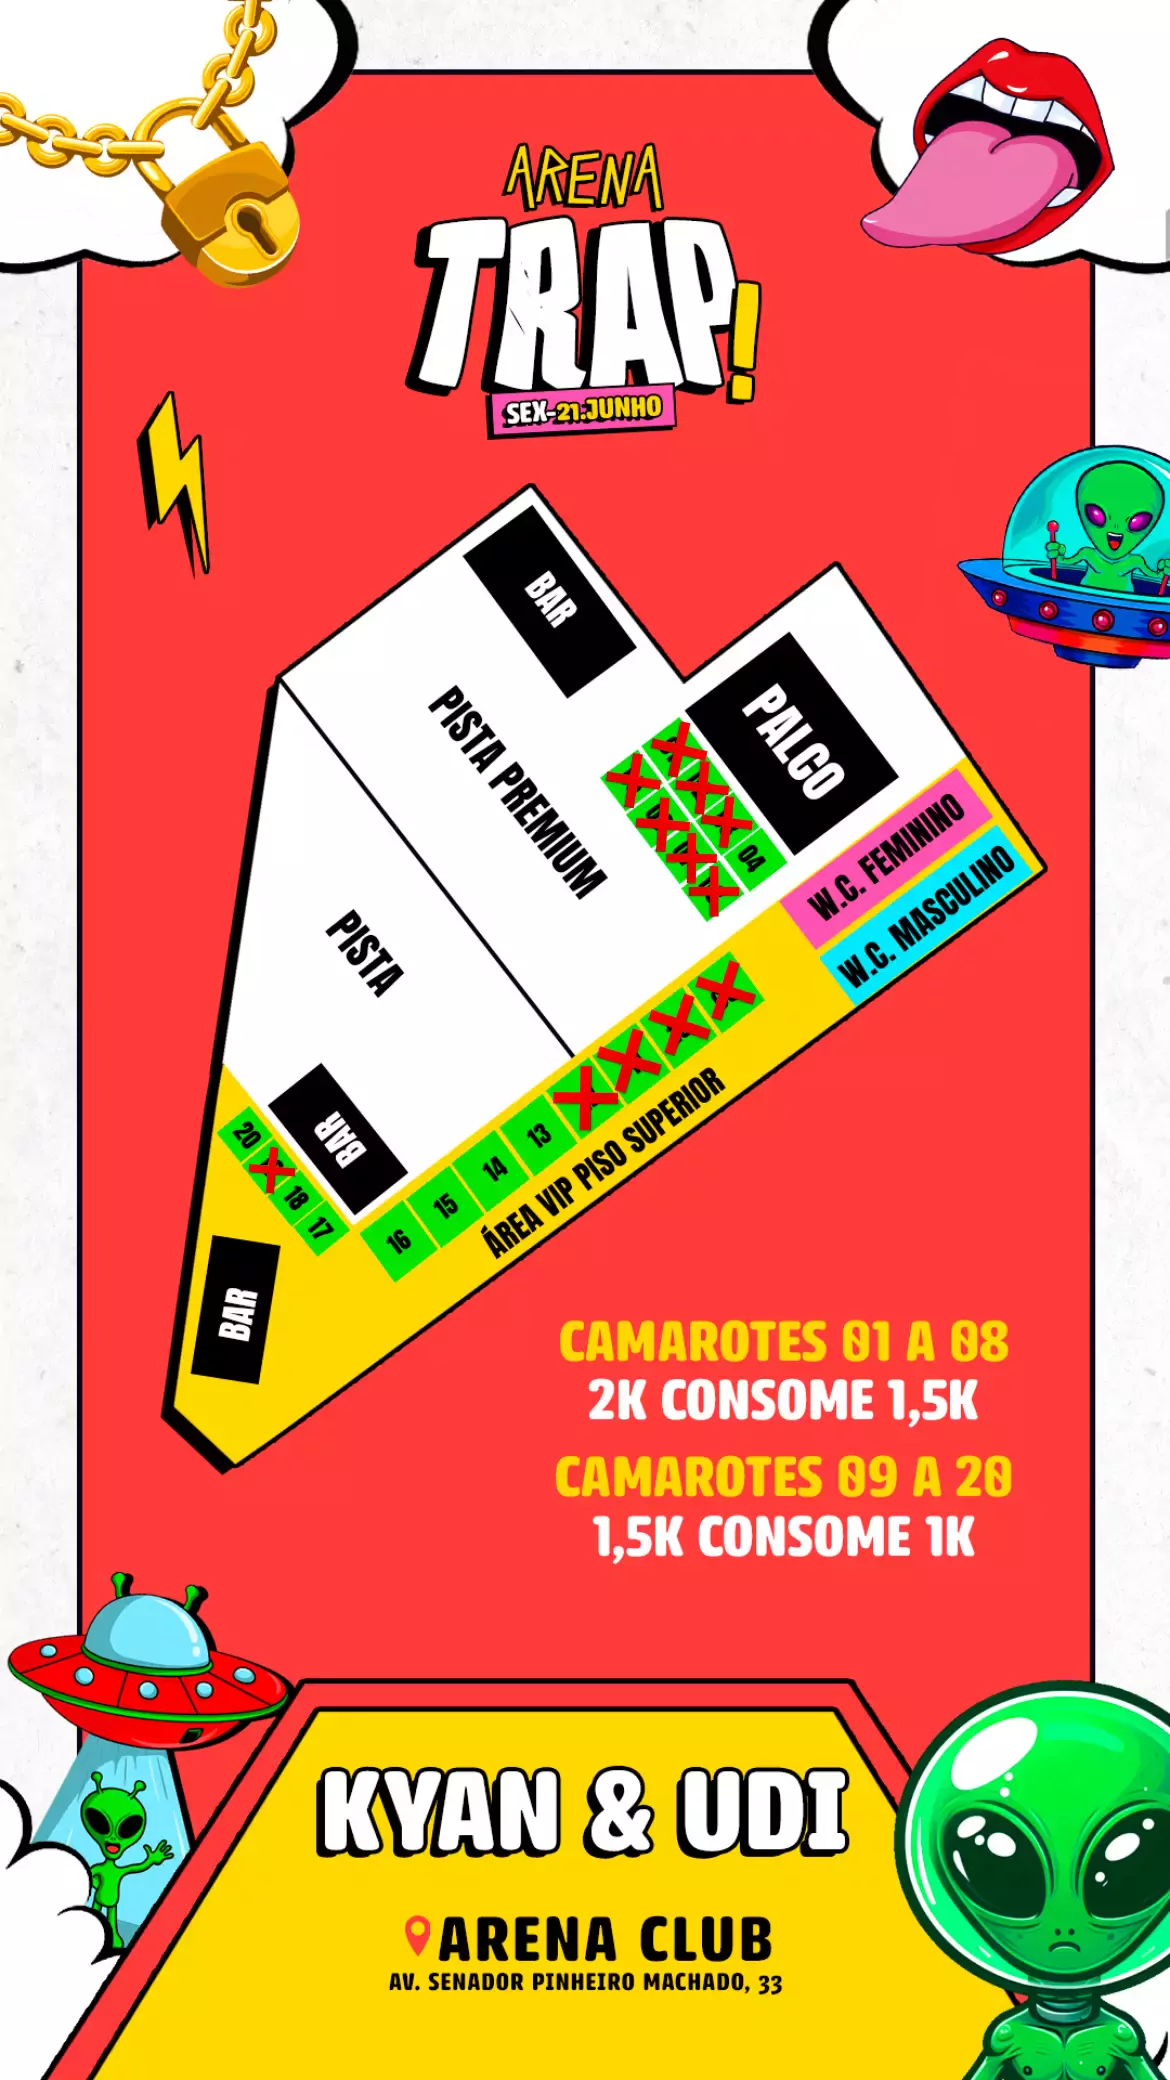 ARENA
TRAP!
SEX-21.JUNHO
BAR
PALCO
PISTA PREMIUM
04
W.C. FEMININO
W.C. MASCULINO
PISTA
BAR
20
18
17
16
15
14
13
ÁREA VIP PISO SUPERIOR
BAR
CAMAROTES 01 A 08
2K CONSOME 1,5K
CAMAROTES 09 A 20
1,5K CONSOME 1K
KYAN & UDI
ARENA CLUB
AV. SENADOR PINHEIRO MACHADO, 33